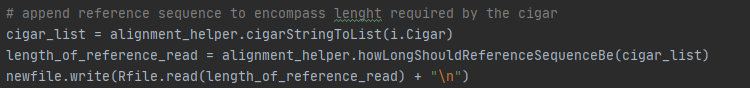 # append reference sequence to encompass lenght required by the cigar
cigar_list = alignment_helper.cigarStringToList(i.Cigar)
length_of_reference_read = alignment_helper.howLongShouldReferenceSequenceBe(cigar_list)
newfile.write(Rfile.read(length_of_reference_read) + "\n")